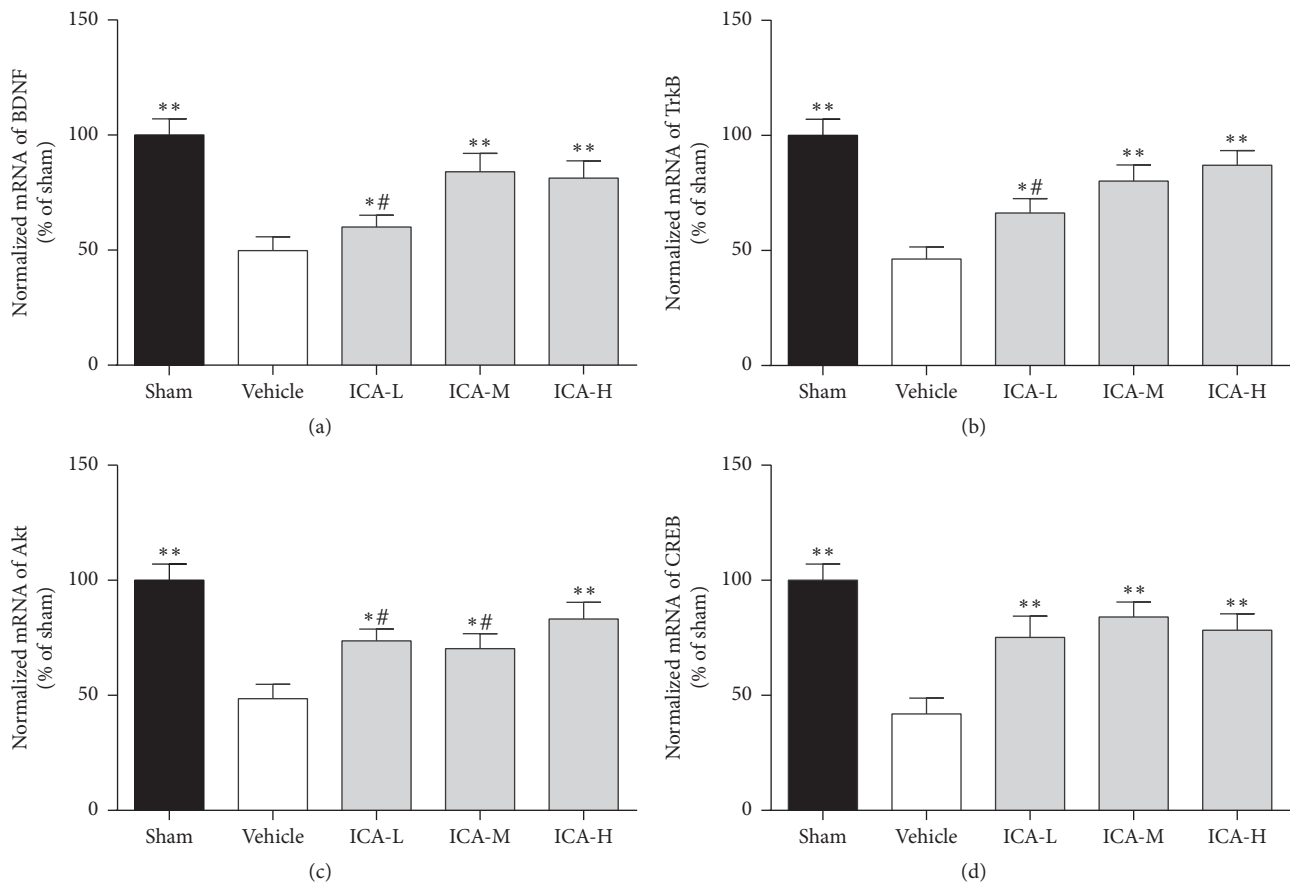 Normalized mRNA of BDNF
(% of sham)
150
100
50
0
**
*#
**
**
Sham Vehicle ICA-L ICA-M ICA-H
(a)
Normalized mRNA of TrkB
(% of sham)
150
100
50
0
**
*#
**
**
Sham Vehicle ICA-L ICA-M ICA-H
(b)
Normalized mRNA of Akt
(% of sham)
150
100
50
0
**
*#
*#
**
Sham Vehicle ICA-L ICA-M ICA-H
(c)
Normalized mRNA of CREB
(% of sham)
150
100
50
0
**
**
**
**
Sham Vehicle ICA-L ICA-M ICA-H
(d)